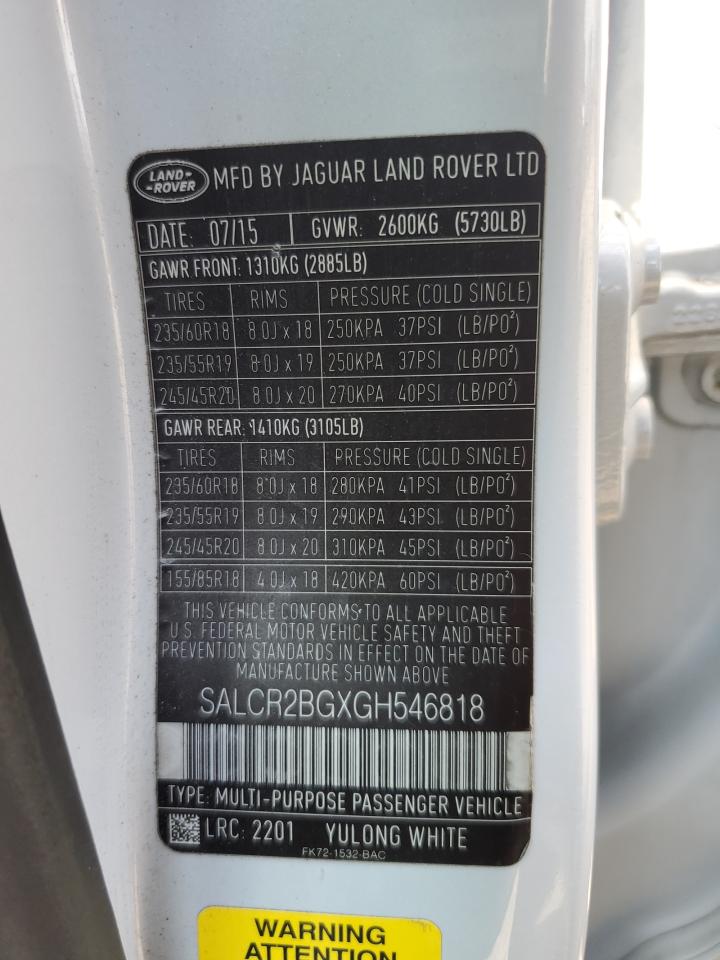 LAND-
-ROVER
MFD BY JAGUAR LAND ROVER LTD
DATE: 07/15 GVWR: 2600KG (5730LB)
GAWR FRONT: 1310KG (2885LB)
TIRES RIMS PRESSURE (COLD SINGLE)
235/60R18 8.0J x 18 250KPA 37PSI (LB/PO²)
235/55R19 8.0J x 19 250KPA 37PSI (LB/PO²)
245/45R20 8.0J x 20 270KPA 40PSI (LB/PO²)
GAWR REAR: 1410KG (3105LB)
TIRES RIMS PRESSURE (COLD SINGLE)
235/60R18 8.0J x 18 280KPA 41PSI (LB/PO²)
235/55R19 8.0J x 19 290KPA 43PSI (LB/PO²)
245/45R20 8.0J x 20 310KPA 45PSI (LB/PO²)
155/85R18 4.0J x 18 420KPA 60PSI (LB/PO²)
THIS VEHICLE CONFORMS TO ALL APPLICABLE
U.S. FEDERAL MOTOR VEHICLE SAFETY AND THEFT
PREVENTION STANDARDS IN EFFECT ON THE DATE OF
MANUFACTURE SHOWN ABOVE
SALCR2BGXGH546818
TYPE: MULTI-PURPOSE PASSENGER VEHICLE
LRC: 2201 YULONG WHITE
FK72-1532-BAC
WARNING
ATTENTION